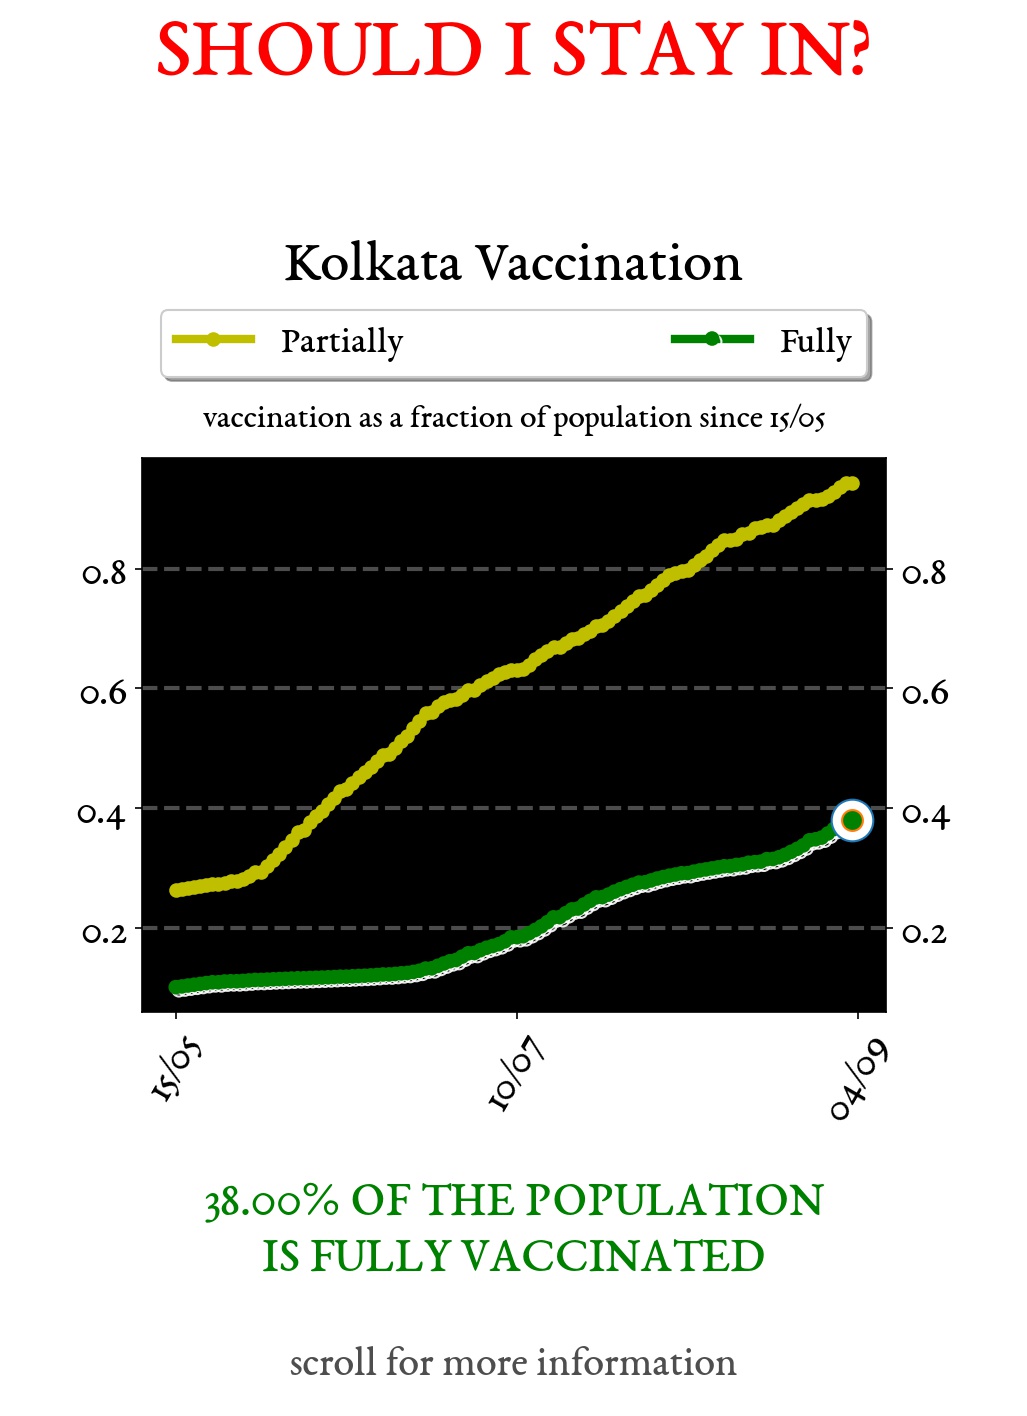 SHOULD I STAY IN?
Kolkata Vaccination
Partially Fully
vaccination as a fraction of population since 15/05
0.8 0.8
0.6 0.6
0.4 0.4
0.2 0.2
15/05 10/07 04/09
38.00% OF THE POPULATION
IS FULLY VACCINATED
scroll for more information